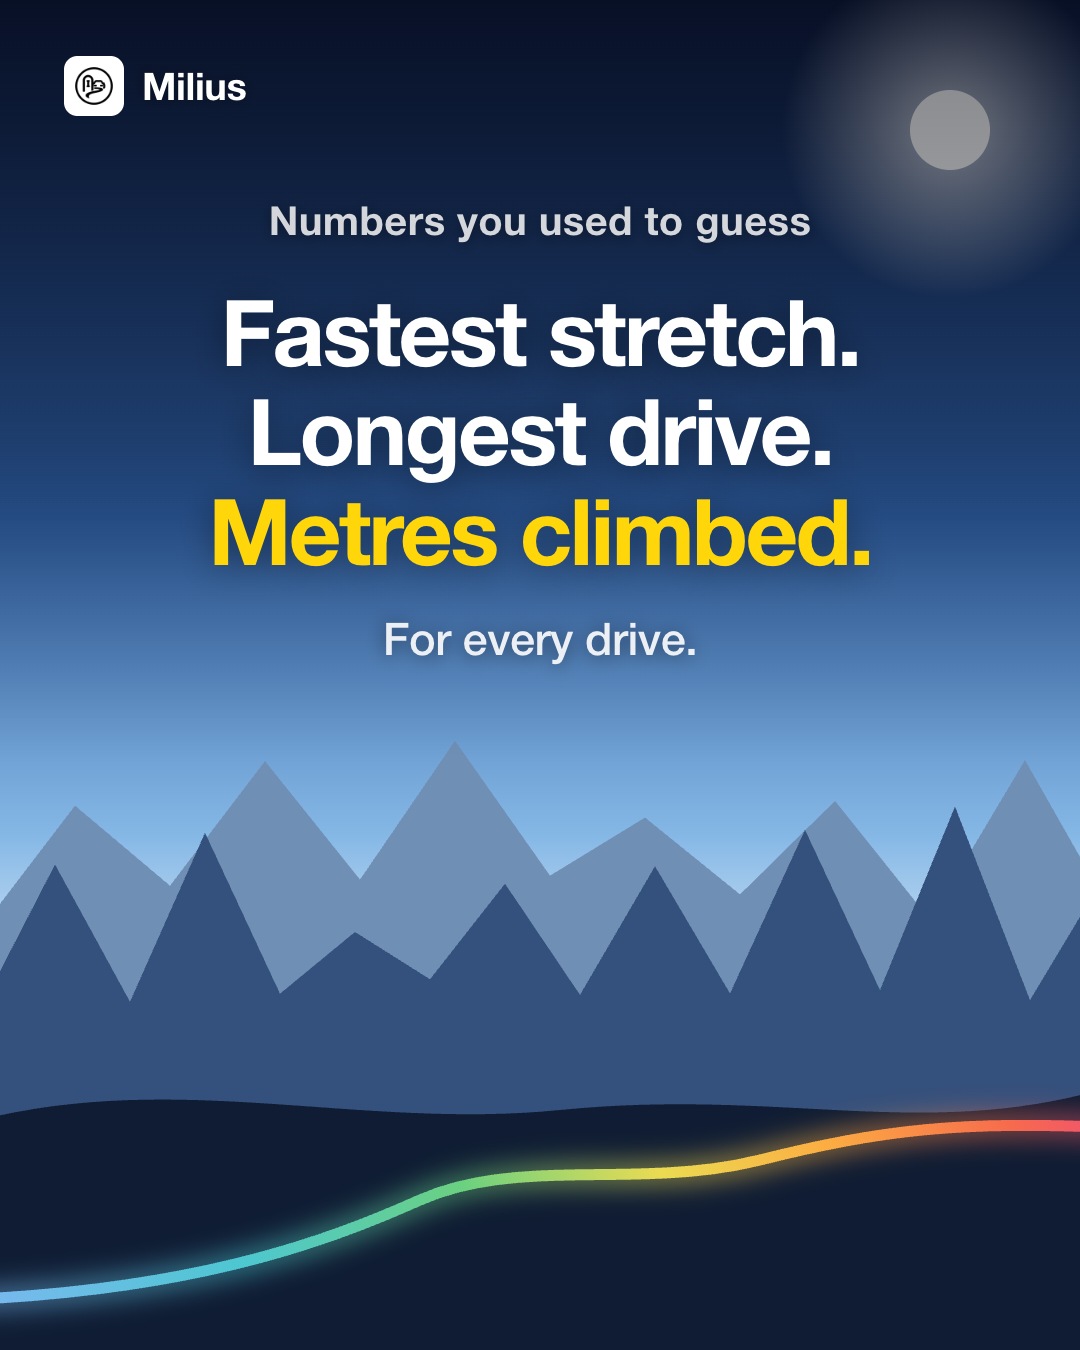 Milius
Numbers you used to guess
Fastest stretch.
Longest drive.
Metres climbed.
For every drive.